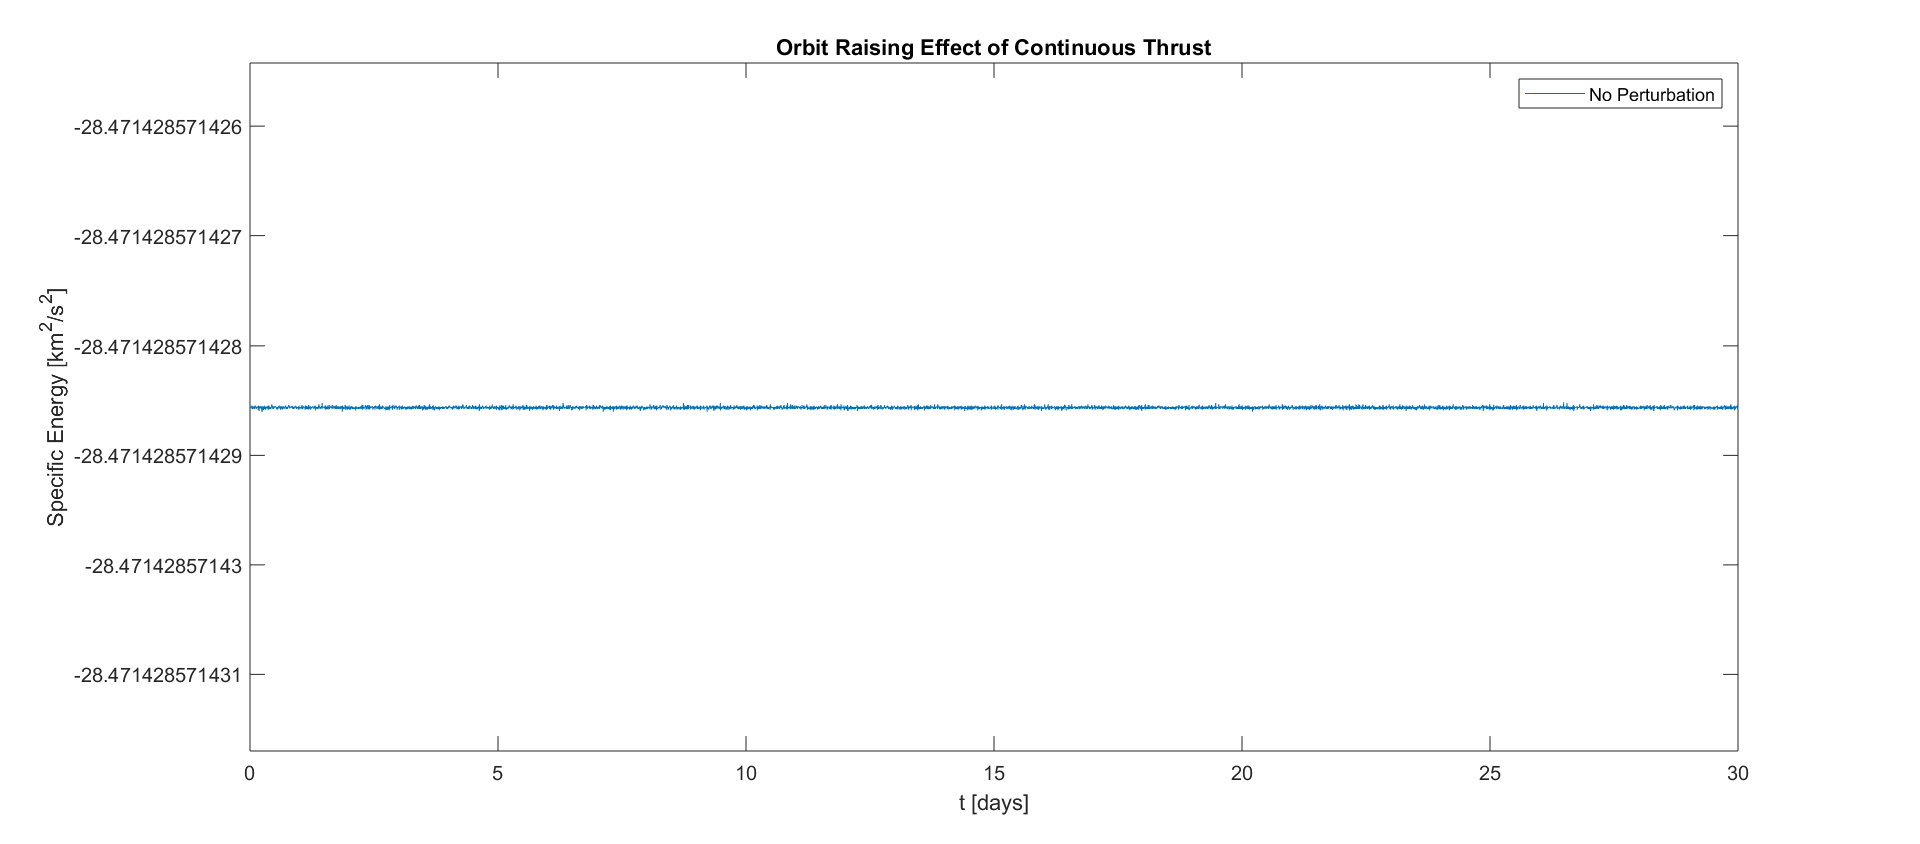 Orbit Raising Effect of Continuous Thrust
No Perturbation
-28.471428571426
-28.471428571427
-28.471428571428
-28.471428571429
-28.47142857143
-28.471428571431
Specific Energy [km²/s²]
0 5 10 15 20 25 30
t [days]